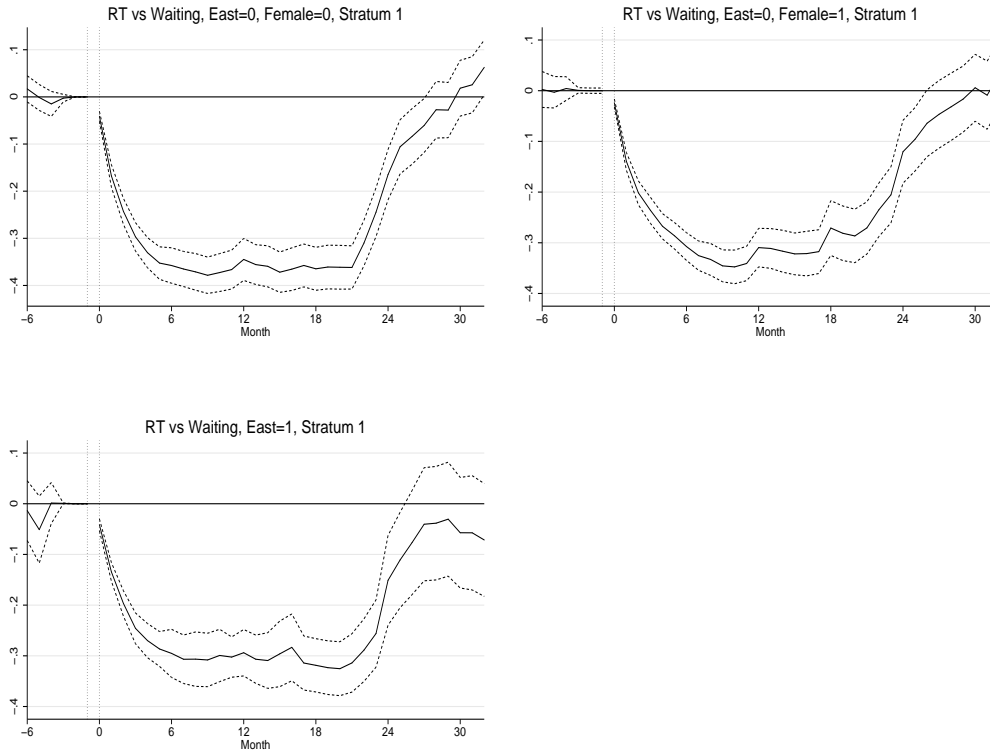 RT vs Waiting, East=0, Female=0, Stratum 1
.1
0
−.1
−.2
−.3
−.4
−6 0 6 12 18 24 30
Month
RT vs Waiting, East=0, Female=1, Stratum 1
.1
0
−.1
−.2
−.3
−.4
−6 0 6 12 18 24 30
Month
RT vs Waiting, East=1, Stratum 1
.1
0
−.1
−.2
−.3
−.4
−6 0 6 12 18 24 30
Month